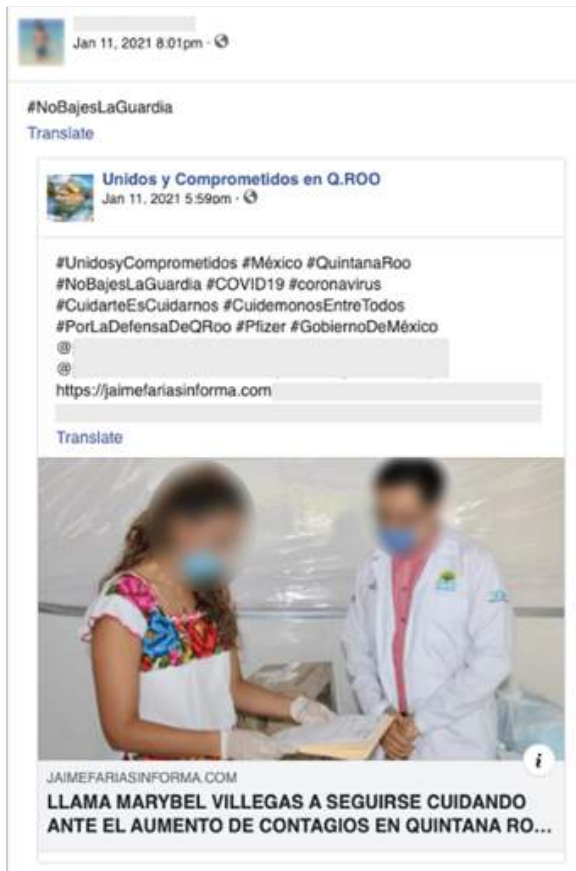 Jan 11, 2021 8:01pm ·
#NoBajesLaGuardia
Translate
Unidos y Comprometidos en Q.ROO
Jan 11, 2021 5:59pm ·
#UnidosyComprometidos #México #QuintanaRoo
#NoBajesLaGuardia #COVID19 #coronavirus
#CuidarteEsCuidarnos #CuidemonosEntreTodos
#PorLaDefensaDeQRoo #Pfizer #GobiernoDeMéxico
@
@
https://jaimefariasinforma.com
Translate
i
JAIMEFARIASINFORMA.COM
LLAMA MARYBEL VILLEGAS A SEGUIRSE CUIDANDO
ANTE EL AUMENTO DE CONTAGIOS EN QUINTANA RO...